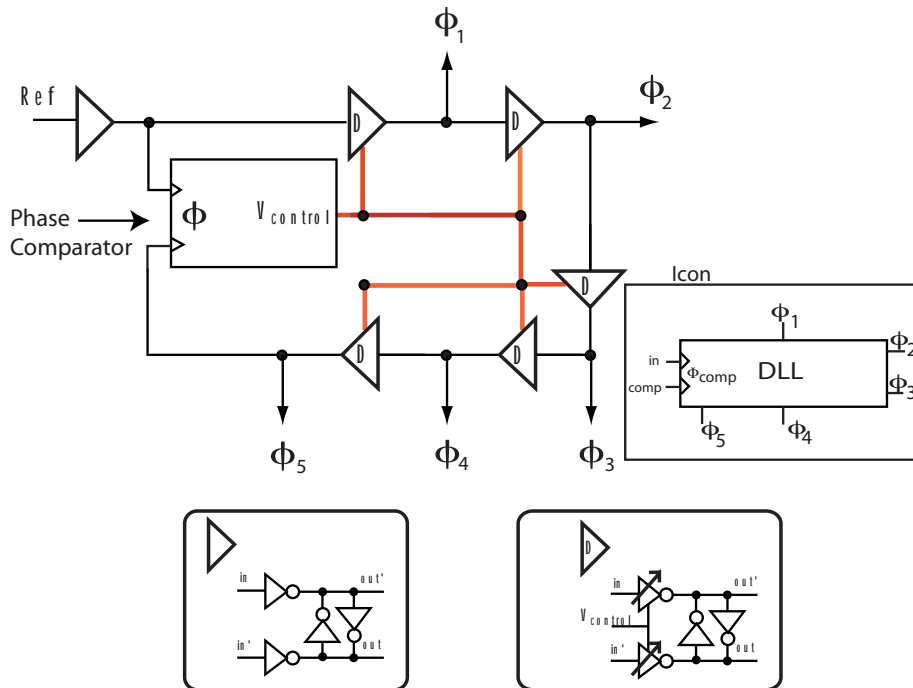 Φ1
Ref
D
D
Φ2
Phase
Comparator
Φ
Vcontrol
D
Icon
Φ1
in
comp
Φcomp
DLL
Φ2
Φ3
Φ5
Φ4
D
D
Φ5
Φ4
Φ3
in
out'
in'
out
D
in
out'
Vcontrol
in'
out